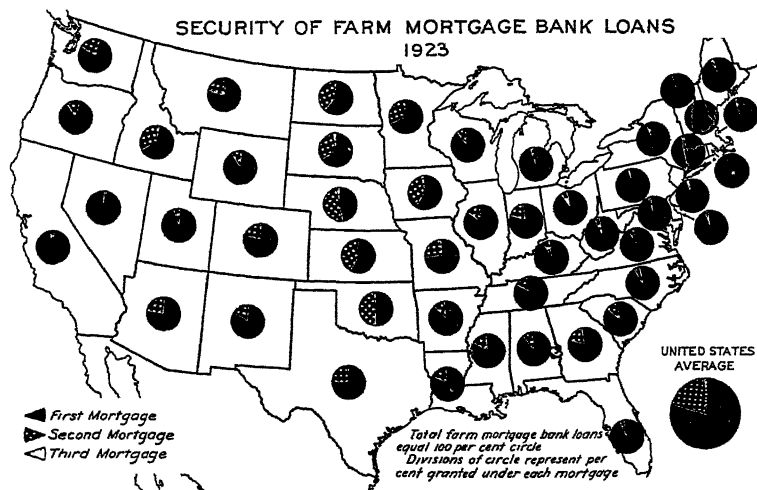 SECURITY OF FARM MORTGAGE BANK LOANS
1923
UNITED STATES
AVERAGE
First Mortgage
Second Mortgage
Third Mortgage
Total farm mortgage bank loans
equal 100 per cent circle
Divisions of circle represent per
cent granted under each mortgage